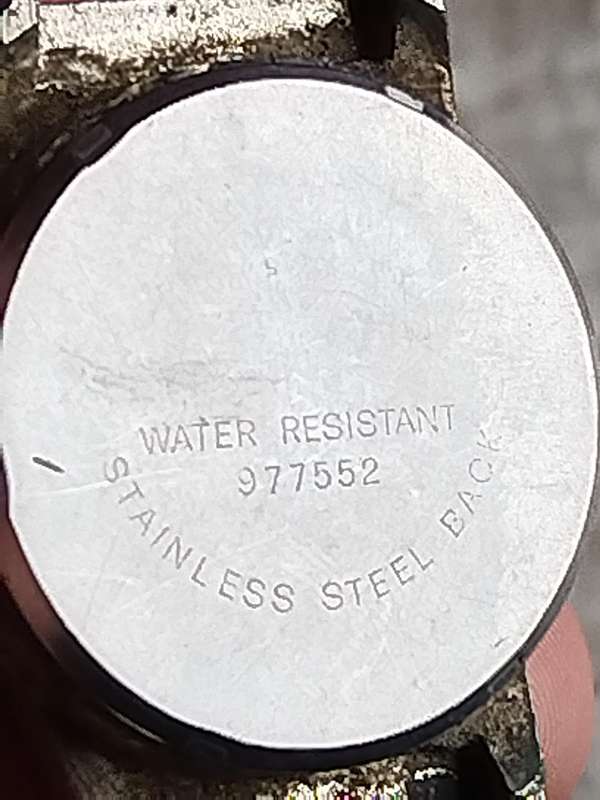 WATER RESISTANT
977552
STAINLESS STEEL BACK